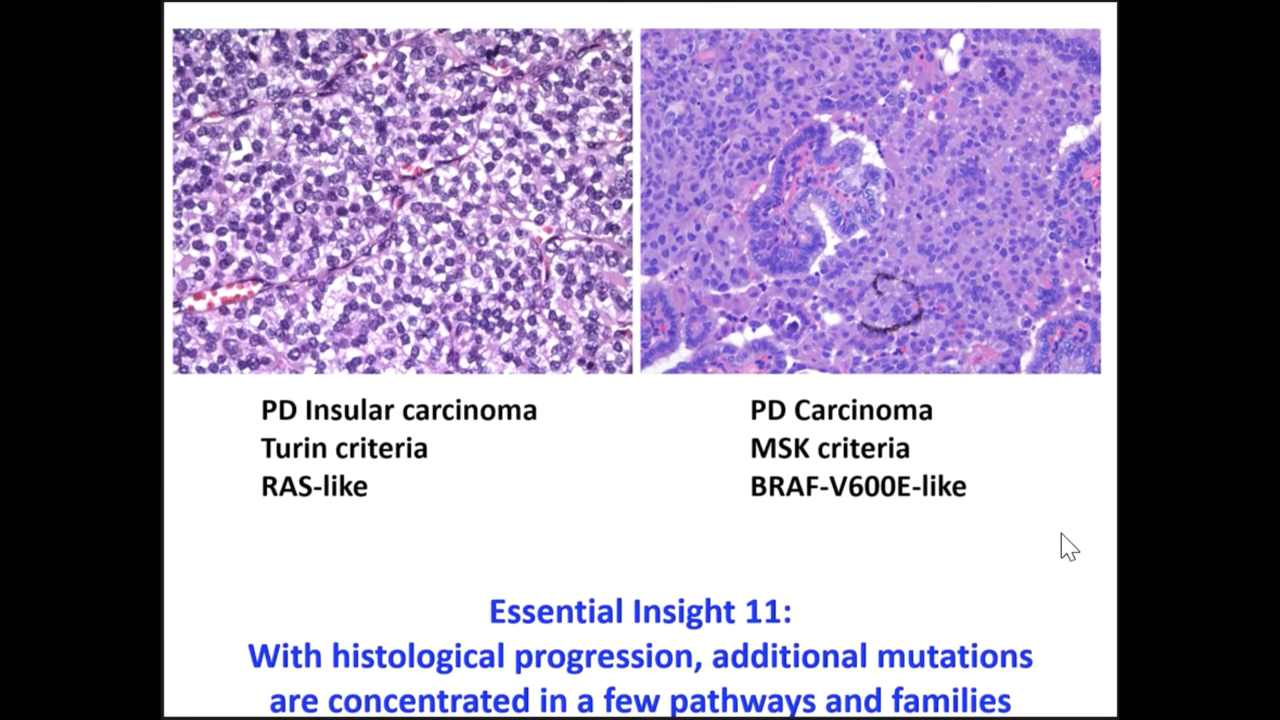 PD Insular carcinoma
Turin criteria
RAS-like
PD Carcinoma
MSK criteria
BRAF-V600E-like
Essential Insight 11:
With histological progression, additional mutations
are concentrated in a few pathways and families